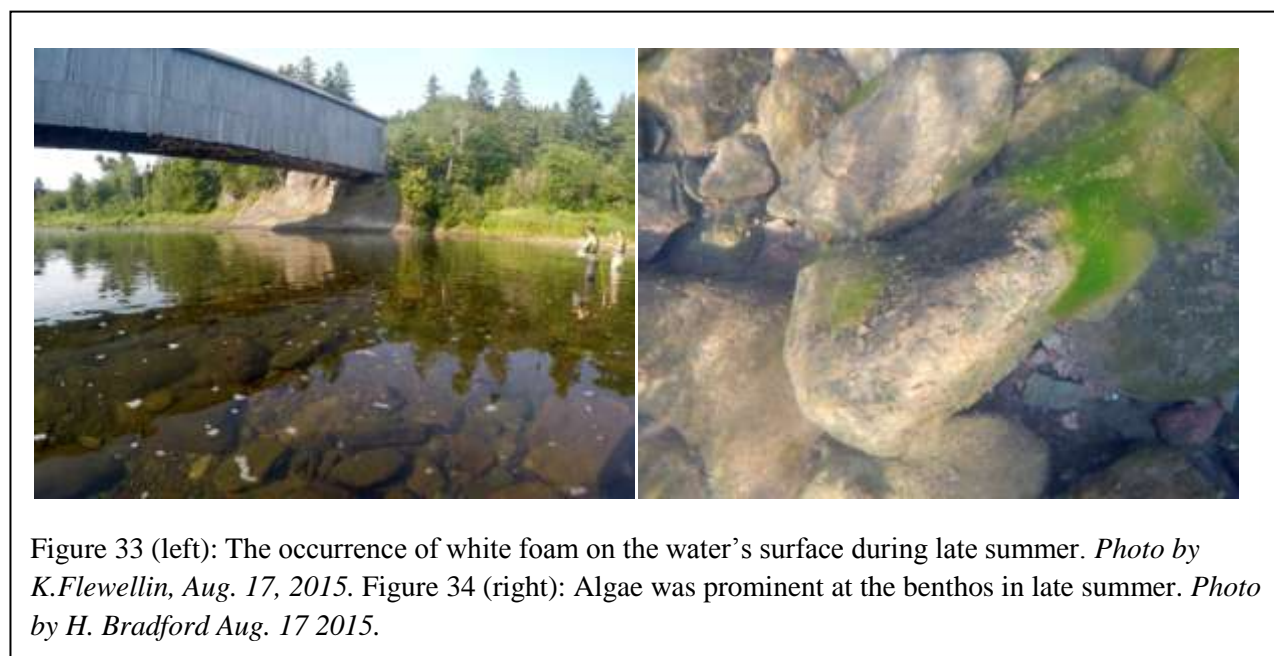 Figure 33 (left): The occurrence of white foam on the water’s surface during late summer. Photo by
K.Flewellin, Aug. 17, 2015. Figure 34 (right): Algae was prominent at the benthos in late summer. Photo
by H. Bradford Aug. 17 2015.